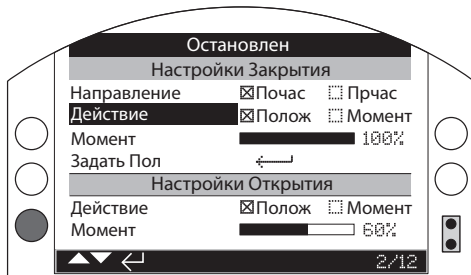 Остановлен
Настройки Закрытия
Направление Почас Прчас
Действие Полож Момент
Момент 100%
Задать Пол
Настройки Открытия
Действие Полож Момент
Момент 60%
2/12